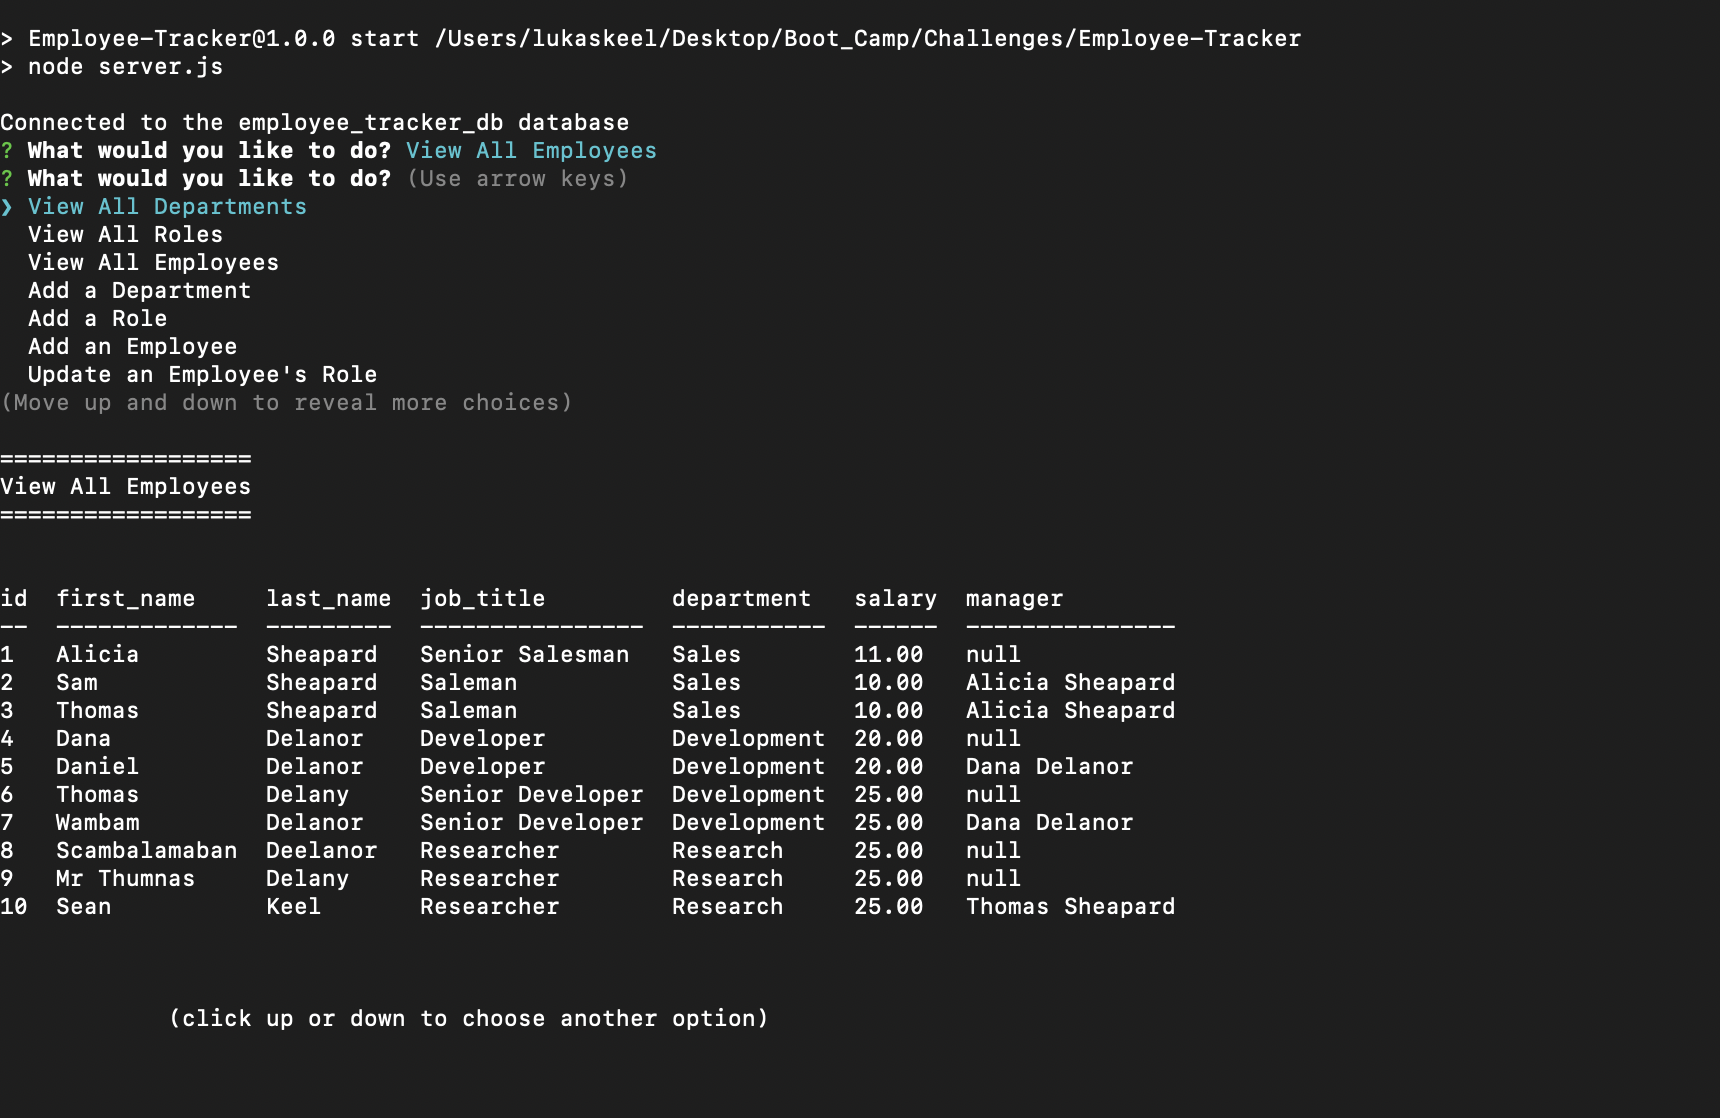 > Employee-Tracker@1.0.0 start /Users/lukaskeel/Desktop/Boot_Camp/Challenges/Employee-Tracker
> node server.js
Connected to the employee_tracker_db database
? What would you like to do? View All Employees
? What would you like to do? (Use arrow keys)
❯ View All Departments
  View All Roles
  View All Employees
  Add a Department
  Add a Role
  Add an Employee
  Update an Employee's Role
(Move up and down to reveal more choices)
==================
View All Employees
==================
id  first_name     last_name  job_title         department   salary  manager
--  -------------  ---------  ----------------  -----------  ------  ---------------
1   Alicia         Sheapard   Senior Salesman   Sales        11.00   null
2   Sam            Sheapard   Saleman           Sales        10.00   Alicia Sheapard
3   Thomas         Sheapard   Saleman           Sales        10.00   Alicia Sheapard
4   Dana           Delanor    Developer         Development  20.00   null
5   Daniel         Delanor    Developer         Development  20.00   Dana Delanor
6   Thomas         Delany     Senior Developer  Development  25.00   null
7   Wambam         Delanor    Senior Developer  Development  25.00   Dana Delanor
8   Scambalamaban  Deelanor   Researcher        Research     25.00   null
9   Mr Thumnas     Delany     Researcher        Research     25.00   null
10  Sean           Keel       Researcher        Research     25.00   Thomas Sheapard
(click up or down to choose another option)